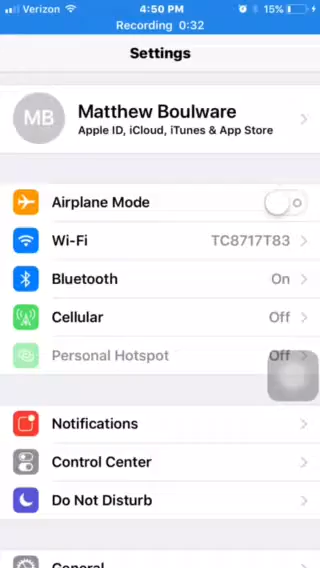 Verizon 4:50 PM 15%
Recording 0:32
Settings
MB
Matthew Boulware
Apple ID, iCloud, iTunes & App Store
Airplane Mode
Wi-Fi TC8717T83
Bluetooth On
Cellular Off
Personal Hotspot Off
Notifications
Control Center
Do Not Disturb
General